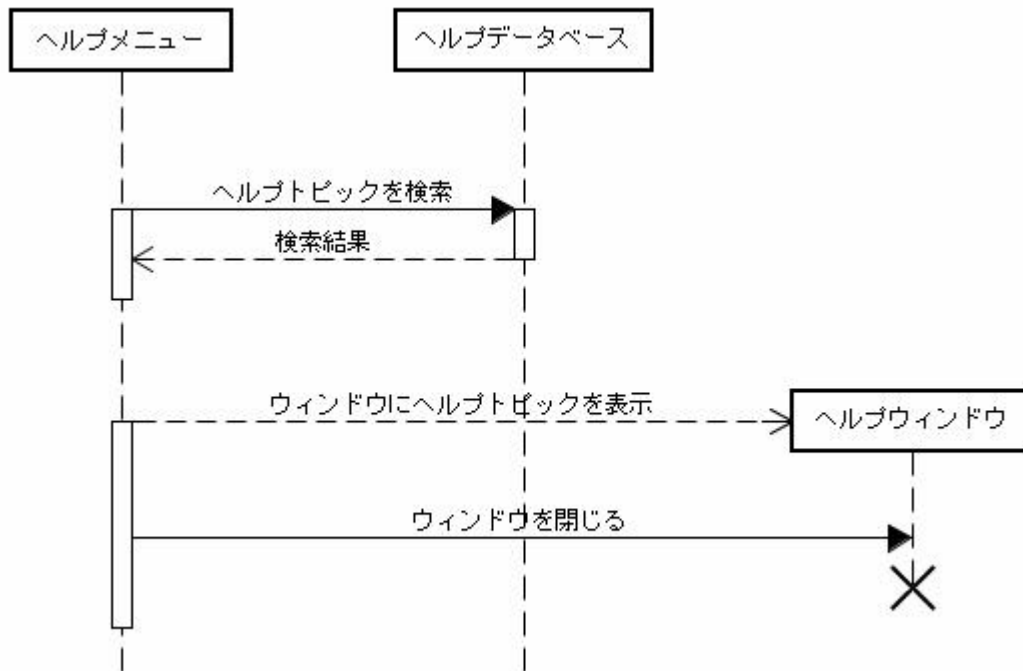 ヘルプメニュー
ヘルプデータベース
ヘルプトピックを検索
検索結果
ウィンドウにヘルプトピックを表示
ヘルプウィンドウ
ウィンドウを閉じる